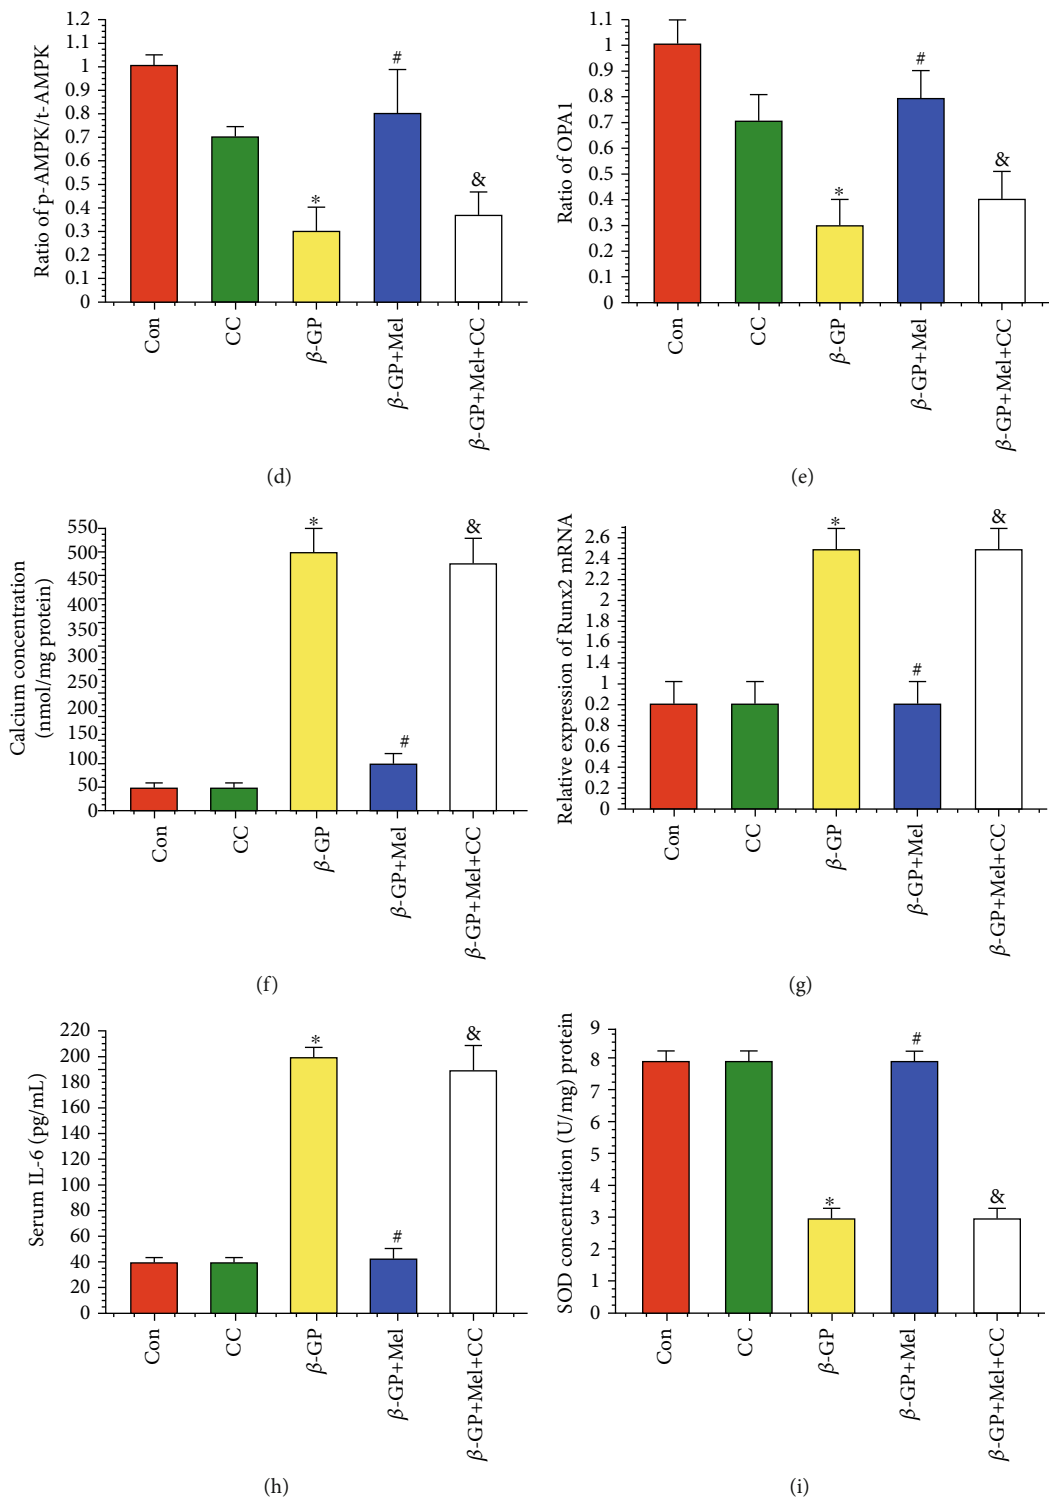 1.2
1
1
0.9
0.8
0.7
0.6
0.5
0.4
0.3
0.2
0.1
0
Ratio of p-AMPK/t-AMPK
*
#
&
Con
CC
β-GP
β-GP+Mel
β-GP+Mel+CC
(d)
1.1
1
0.9
0.8
0.7
0.6
0.5
0.4
0.3
0.2
0.1
0
Ratio of OPA1
*
#
&
Con
CC
β-GP
β-GP+Mel
β-GP+Mel+CC
(e)
550
500
450
400
350
300
250
200
150
100
50
0
Calcium concentration
(nmol/mg protein)
*
#
&
Con
CC
β-GP
β-GP+Mel
β-GP+Mel+CC
(f)
2.6
2.4
2.2
2
1.8
1.6
1.4
1
0.2
0.8
0.6
0.4
0.2
0
Relative expression of Runx2 mRNA
*
#
&
Con
CC
β-GP
β-GP+Mel
β-GP+Mel+CC
(g)
220
200
180
160
140
120
100
80
60
40
20
0
Serum IL-6 (pg/mL)
*
#
&
Con
CC
β-GP
β-GP+Mel
β-GP+Mel+CC
(h)
9
8
7
6
5
4
3
2
1
0
SOD concentration (U/mg) protein
*
#
&
Con
CC
β-GP
β-GP+Mel
β-GP+Mel+CC
(i)